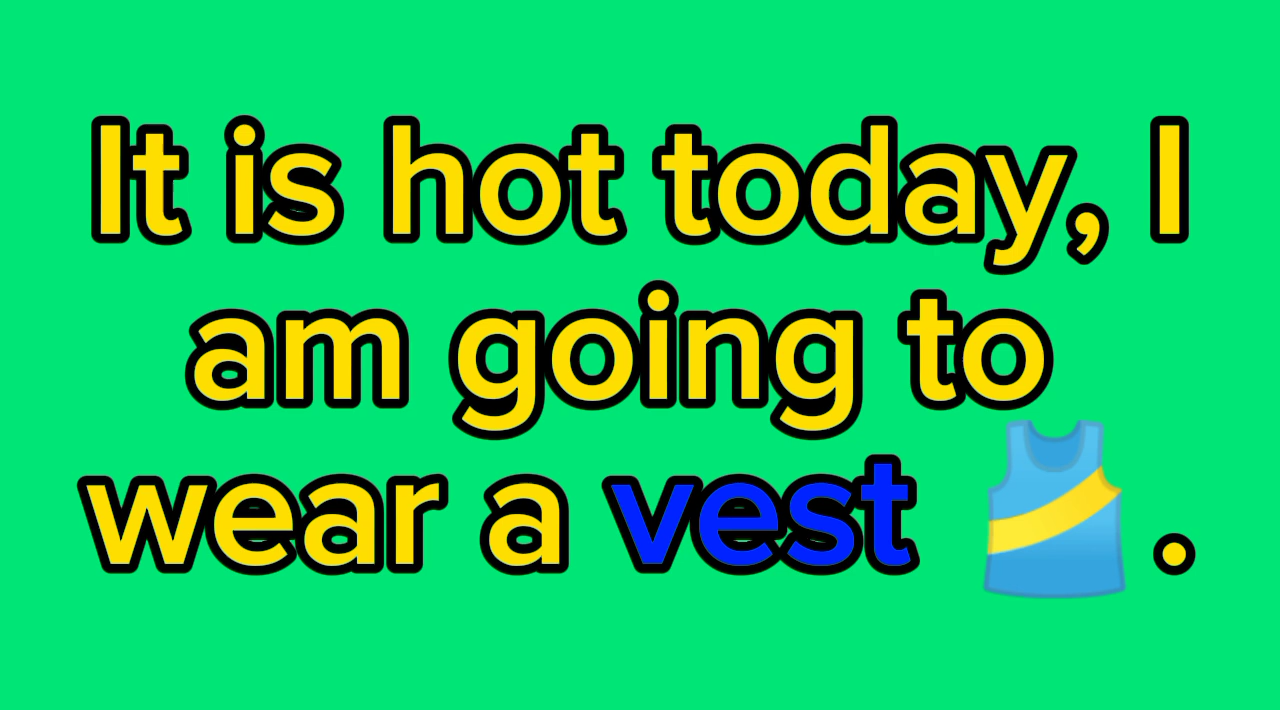 It is hot today, I
am going to
wear a vest 🎽.